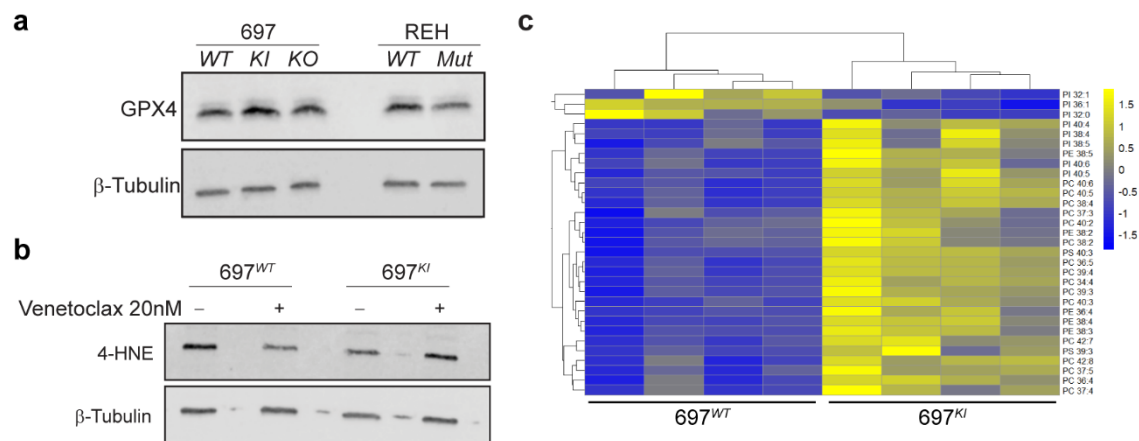 a
697
REH
WT KI KO
WT Mut
GPX4
β-Tubulin
b
697WT
697KI
Venetoclax 20nM
– + – +
4-HNE
β-Tubulin
c
PI 32:1
PI 36:1
PI 32:0
PI 40:4
PI 38:4
PI 38:5
PE 38:5
PI 40:6
PI 40:5
PC 40:6
PC 40:5
PC 38:4
PC 37:3
PC 40:2
PE 38:2
PC 38:2
PS 40:3
PC 36:5
PC 39:4
PC 34:4
PC 39:3
PC 40:3
PE 36:4
PE 38:4
PE 38:3
PC 42:7
PS 39:3
PC 42:8
PC 37:5
PC 36:4
PC 37:4
1.5
1
0.5
0
-0.5
-1
-1.5
697WT
697KI